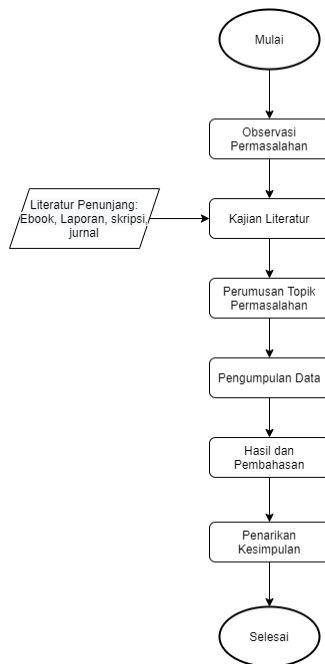 Mulai
Observasi
Permasalahan
Literatur Penunjang:
Ebook, Laporan, skripsi,
jurnal
Kajian Literatur
Perumusan Topik
Permasalahan
Pengumpulan Data
Hasil dan
Pembahasan
Penarikan
Kesimpulan
Selesai